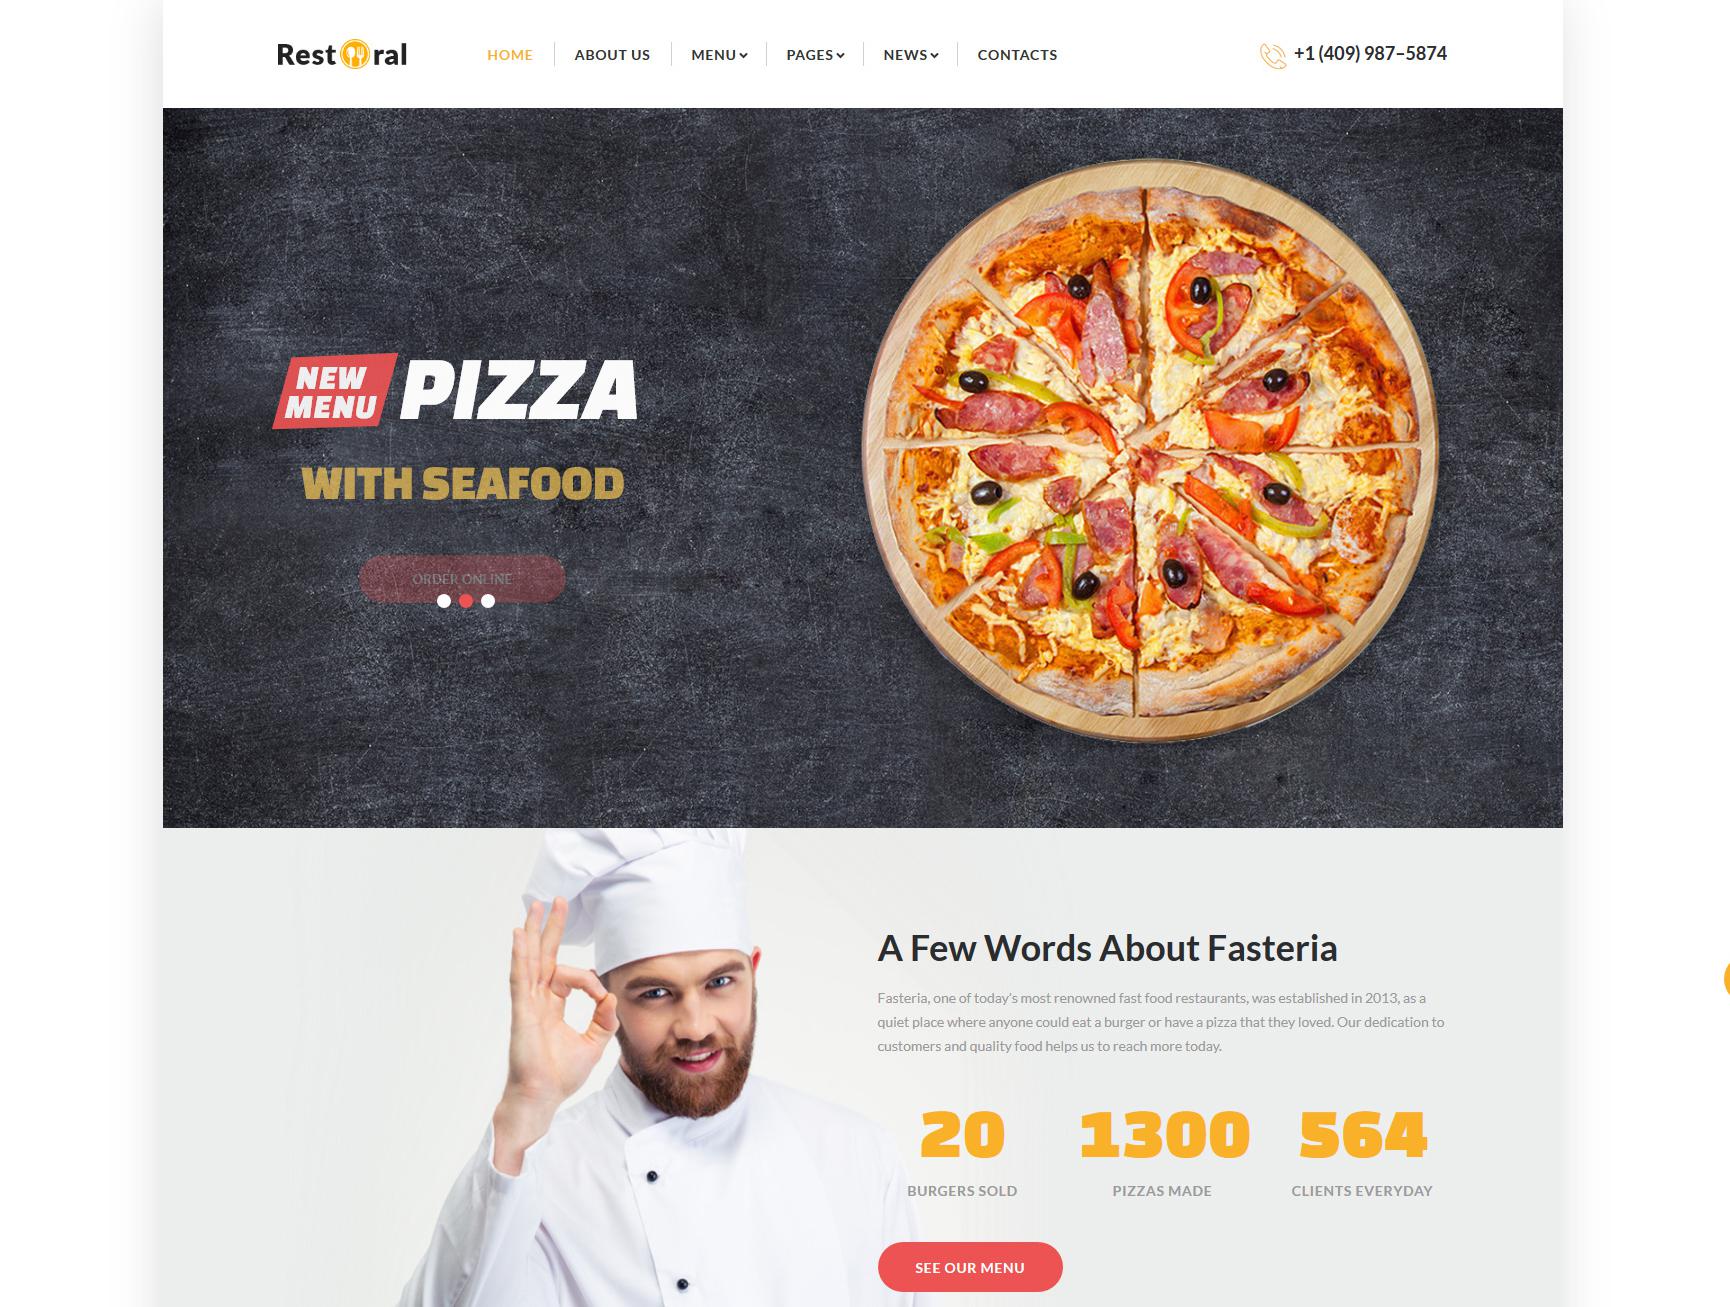 Restoral
HOME
ABOUT US
MENU
PAGES
NEWS
CONTACTS
+1 (409) 987-5874
NEW
MENU
PIZZA
WITH SEAFOOD
ORDER ONLINE
A Few Words About Fasteria
Fasteria, one of today's most renowned fast food restaurants, was established in 2013, as a
quiet place where anyone could eat a burger or have a pizza that they loved. Our dedication to
customers and quality food helps us to reach more today.
20
BURGERS SOLD
1300
PIZZAS MADE
564
CLIENTS EVERYDAY
SEE OUR MENU